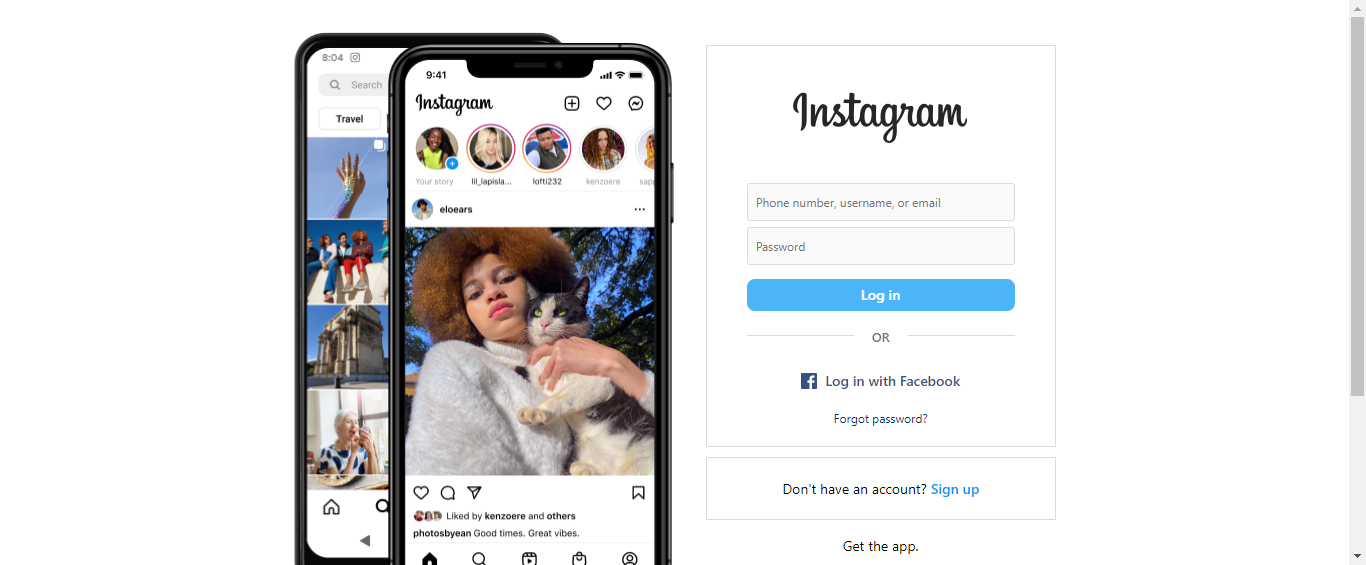 8:04
Search
Travel
9:41
Instagram
Your story
lil_lapisla...
lofti232
kenzoere
sapp
eloears
Liked by kenzoere and others
photosbyean Good times. Great vibes.
Instagram
Phone number, username, or email
Password
Log in
OR
Log in with Facebook
Forgot password?
Don't have an account? Sign up
Get the app.